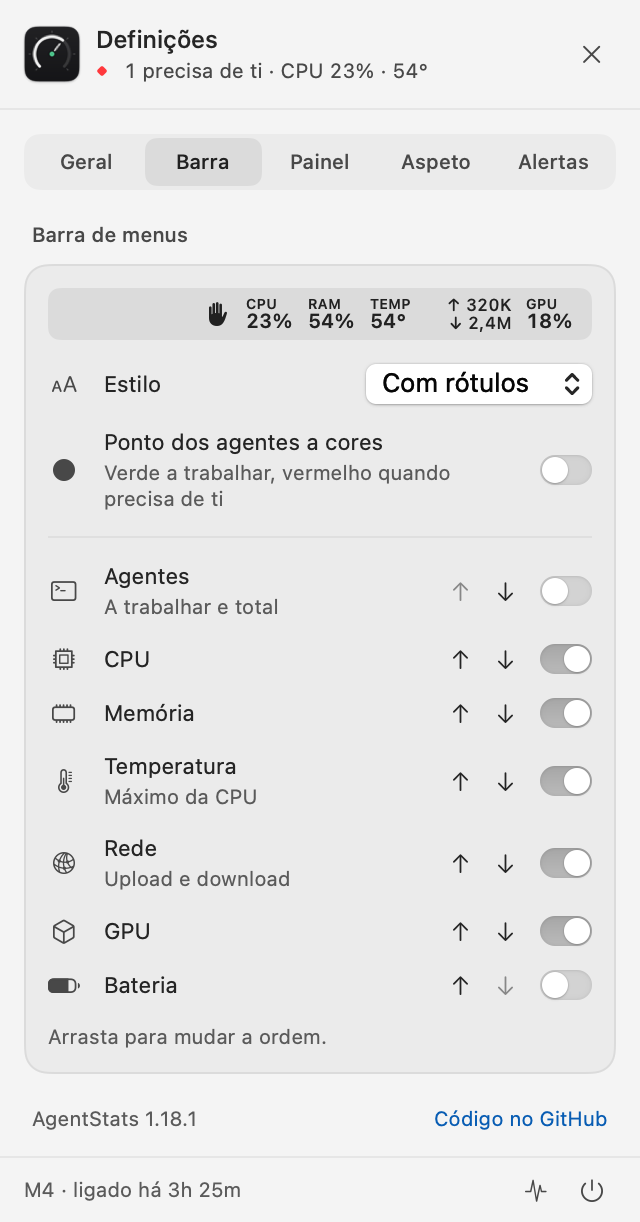 Definições
1 precisa de ti · CPU 23% · 54°
Geral Barra Painel Aspeto Alertas
Barra de menus
CPU RAM TEMP ↑ 320K GPU
23% 54% 54° ↓ 2,4M 18%
AA Estilo Com rótulos
Ponto dos agentes a cores
Verde a trabalhar, vermelho quando
precisa de ti
Agentes
A trabalhar e total
CPU
Memória
Temperatura
Máximo da CPU
Rede
Upload e download
GPU
Bateria
Arrasta para mudar a ordem.
AgentStats 1.18.1 Código no GitHub
M4 · ligado há 3h 25m